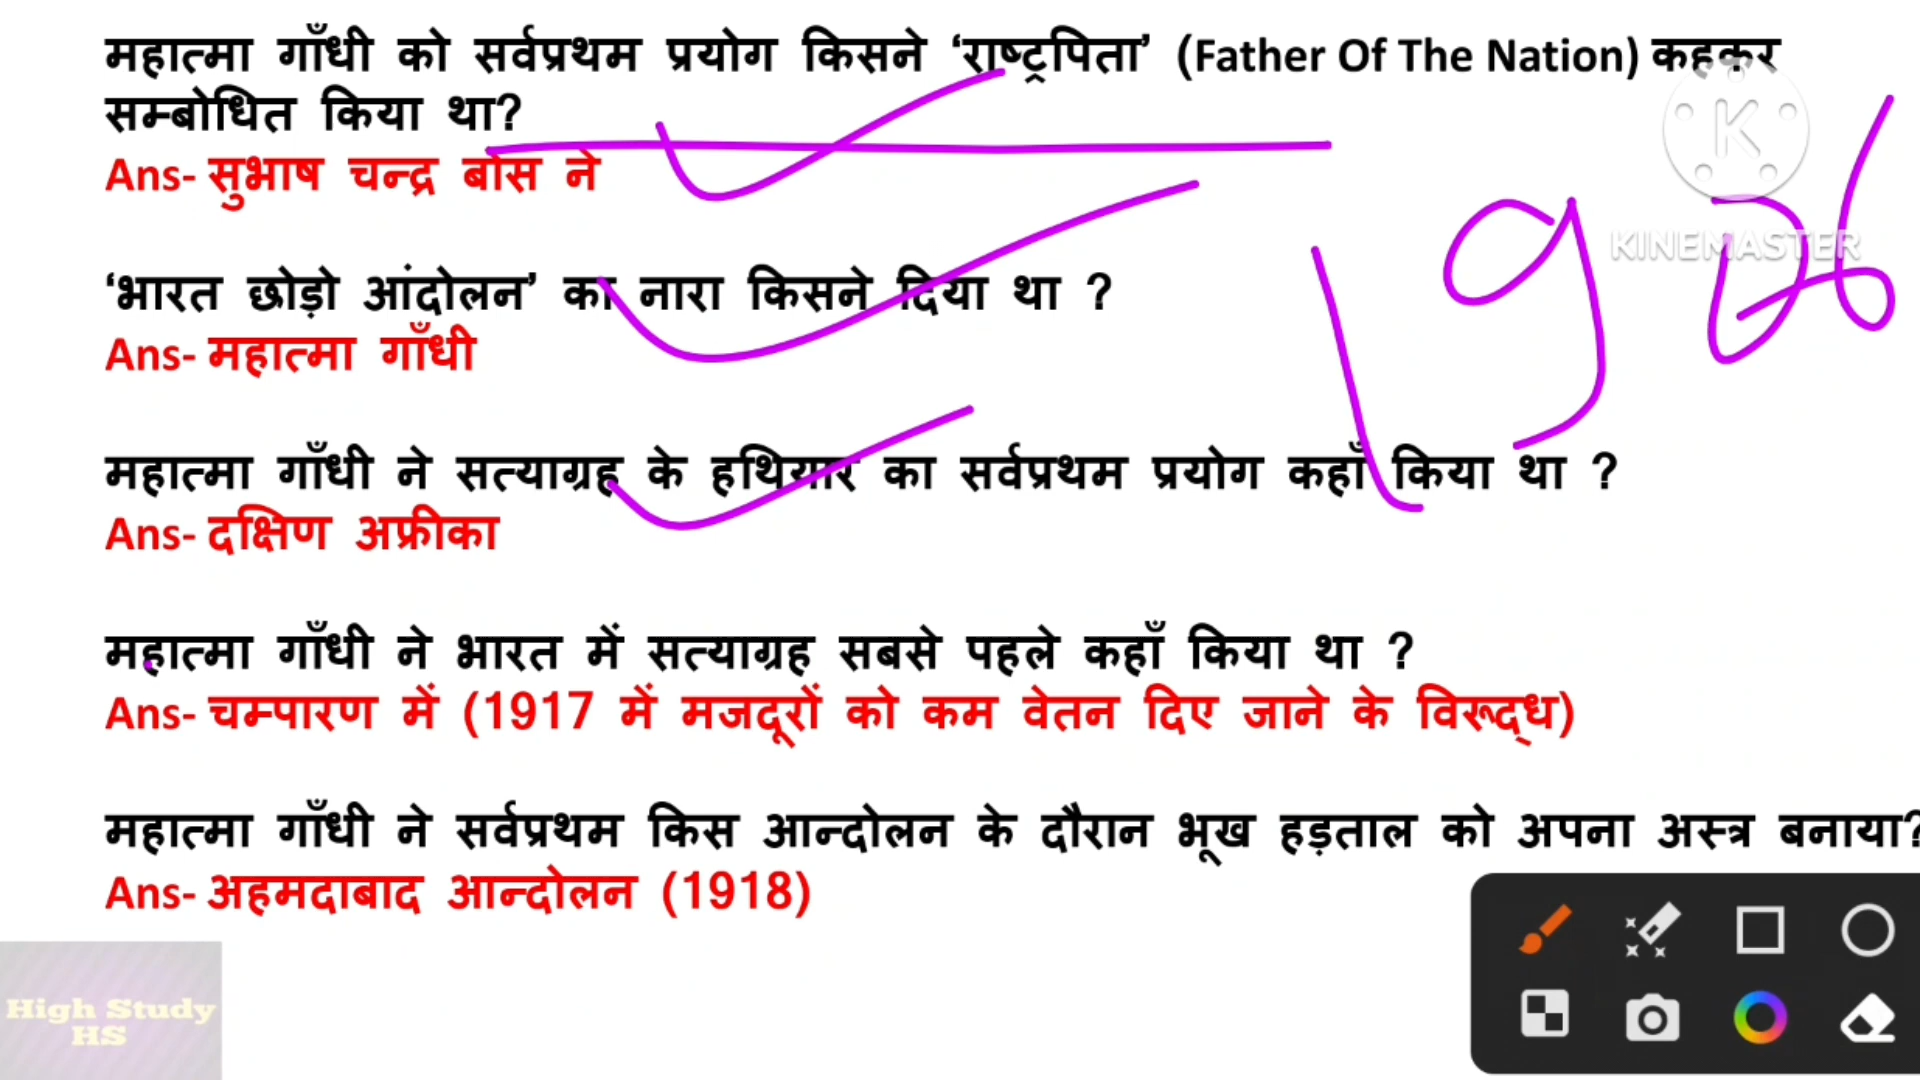 महात्मा गाँधी को सर्वप्रथम प्रयोग किसने ‘राष्ट्रपिता’ (Father Of The Nation) कहकर
सम्बोधित किया था?
Ans- सुभाष चन्द्र बोस ने
‘भारत छोड़ो आंदोलन’ का नारा किसने दिया था ?
Ans- महात्मा गाँधी
महात्मा गाँधी ने सत्याग्रह के हथियार का सर्वप्रथम प्रयोग कहाँ किया था ?
Ans- दक्षिण अफ्रीका
महात्मा गाँधी ने भारत में सत्याग्रह सबसे पहले कहाँ किया था ?
Ans- चम्पारण में (1917 में मजदूरों को कम वेतन दिए जाने के विरूद्ध)
महात्मा गाँधी ने सर्वप्रथम किस आन्दोलन के दौरान भूख हड़ताल को अपना अस्त्र बनाया?
Ans- अहमदाबाद आन्दोलन (1918)
K
KINEMASTER
High Study
HS